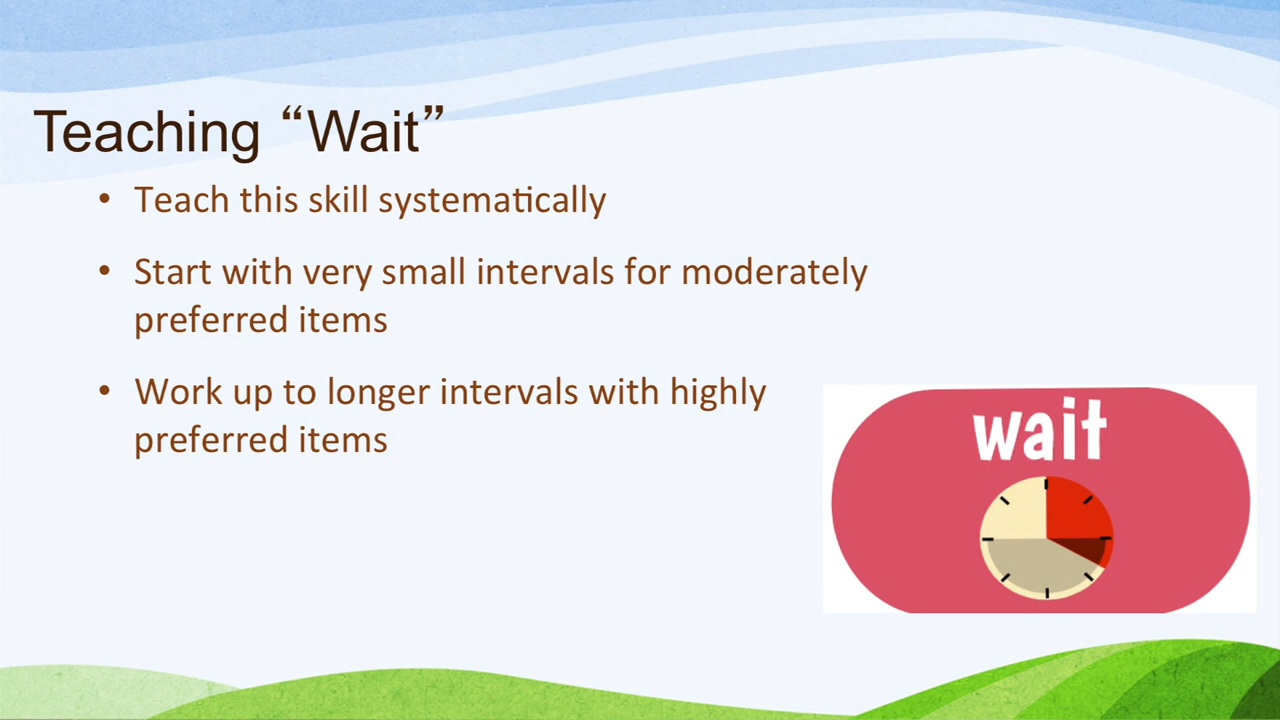 Teaching “Wait”
• Teach this skill systematically
• Start with very small intervals for moderately
preferred items
• Work up to longer intervals with highly
preferred items
wait